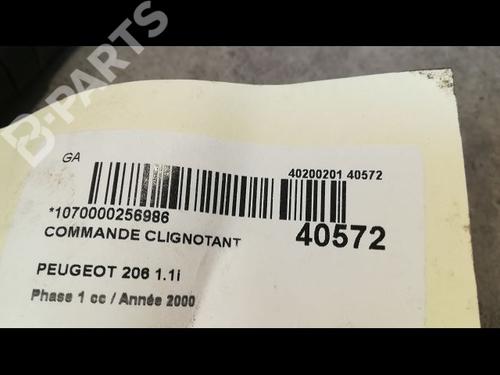 B-PARTS
GA
40200201 40572
*1070000256986
COMMANDE CLIGNOTANT
40572
PEUGEOT 206 1.1i
Phase 1 cc / Année 2000